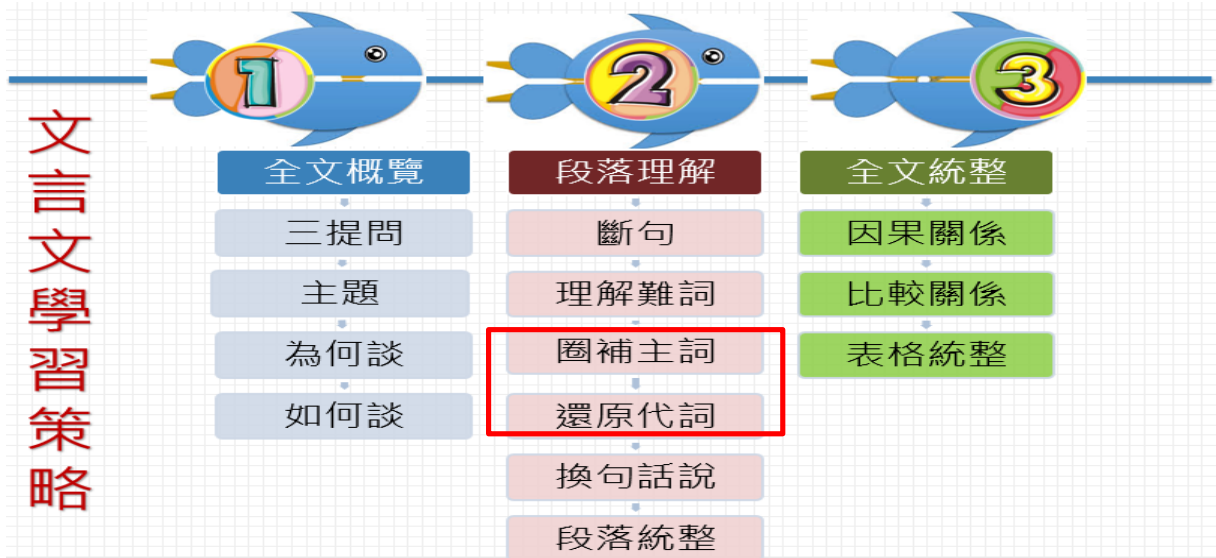 文言文學習策略
1
全文概覽
三提問
主題
為何談
如何談
2
段落理解
斷句
理解難詞
圈補主詞
還原代詞
換句話說
段落統整
3
全文統整
因果關係
比較關係
表格統整